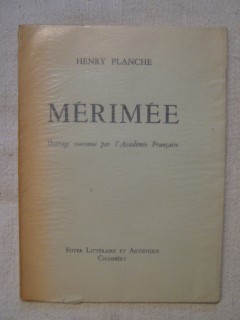 HENRY PLANCHE
MÉRIMÉE
Ouvrage couronné par l'Académie Française
FOYER LITTÉRAIRE ET ARTISTIQUE
CHAMBÉRY